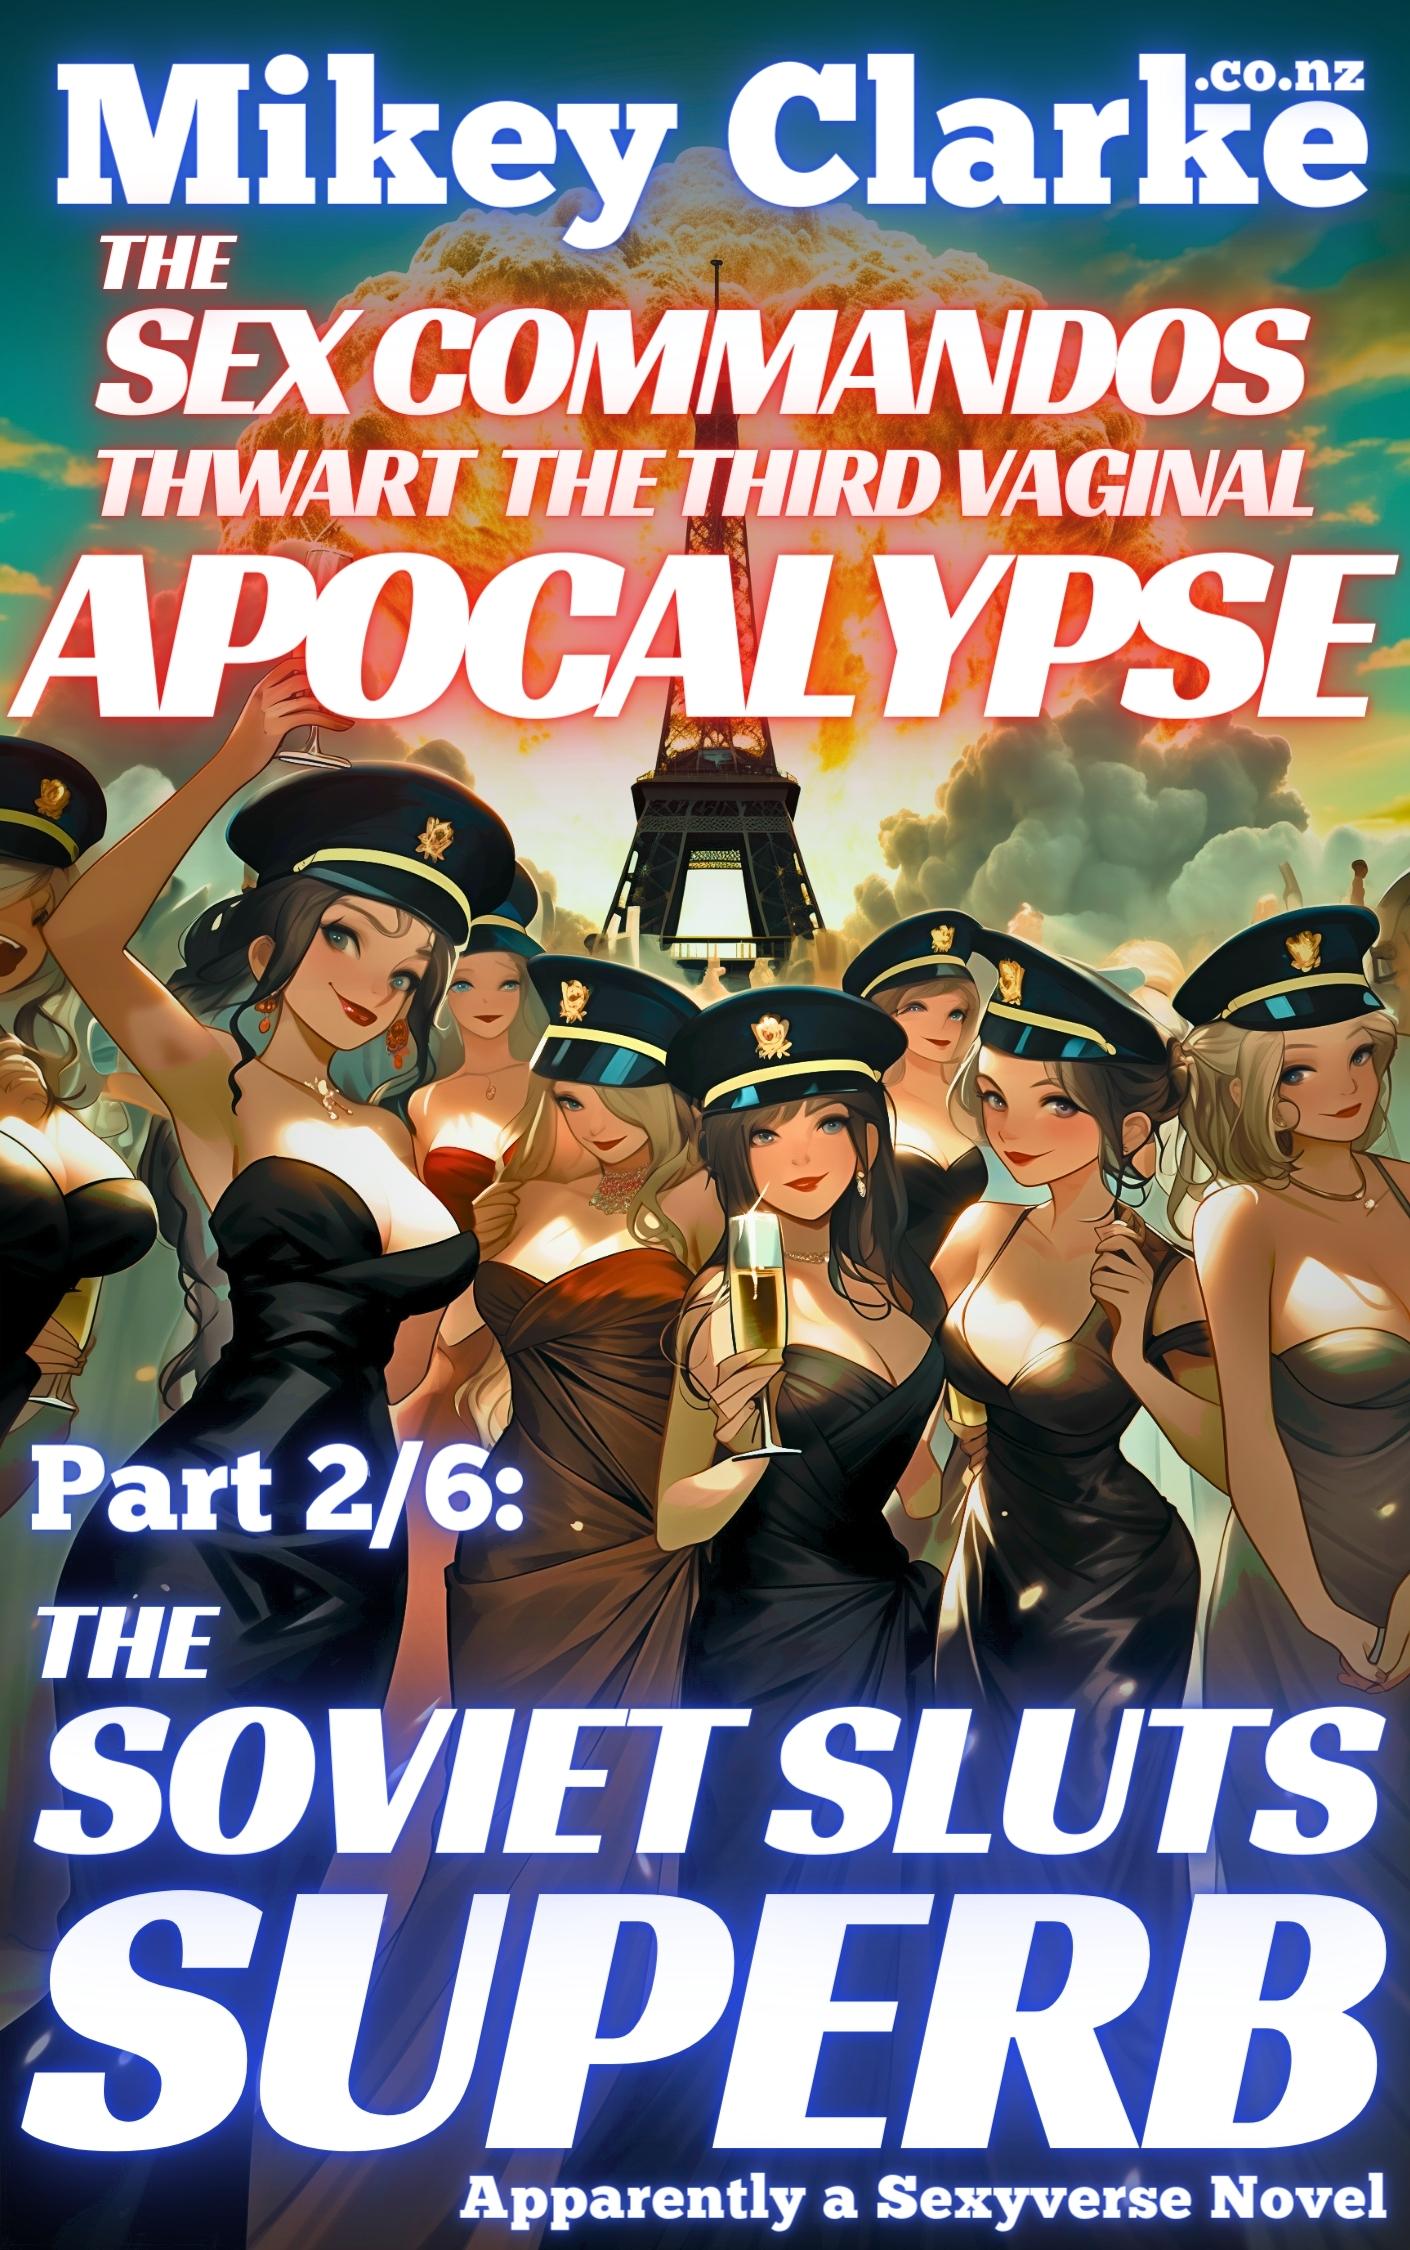 Mikey Clarke
.co.nz
THE
SEX COMMANDOS
THWART THE THIRD VAGINAL
APOCALYPSE
Part 2/6:
THE
SOVIET SLUTS
SUPERB
Apparently a Sexyverse Novel